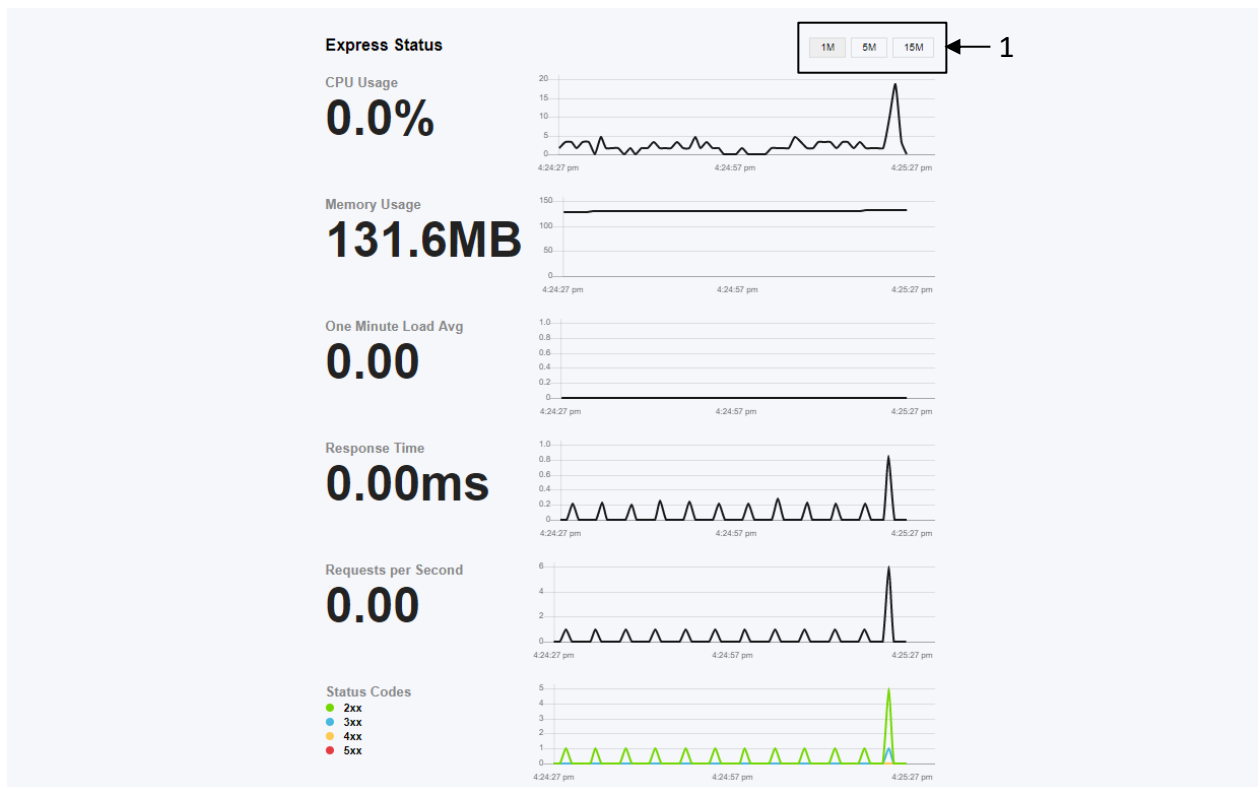 Express Status
1M 5M 15M
1
CPU Usage
0.0%
20
15
10
5
0
4:24:27 pm 4:24:57 pm 4:25:27 pm
Memory Usage
131.6MB
150
100
50
0
4:24:27 pm 4:24:57 pm 4:25:27 pm
One Minute Load Avg
0.00
1.0
0.8
0.6
0.4
0.2
0
4:24:27 pm 4:24:57 pm 4:25:27 pm
Response Time
0.00ms
1.0
0.8
0.6
0.4
0.2
0
4:24:27 pm 4:24:57 pm 4:25:27 pm
Requests per Second
0.00
6
4
2
0
4:24:27 pm 4:24:57 pm 4:25:27 pm
Status Codes
2xx
3xx
4xx
5xx
5
4
3
2
1
0
4:24:27 pm 4:24:57 pm 4:25:27 pm